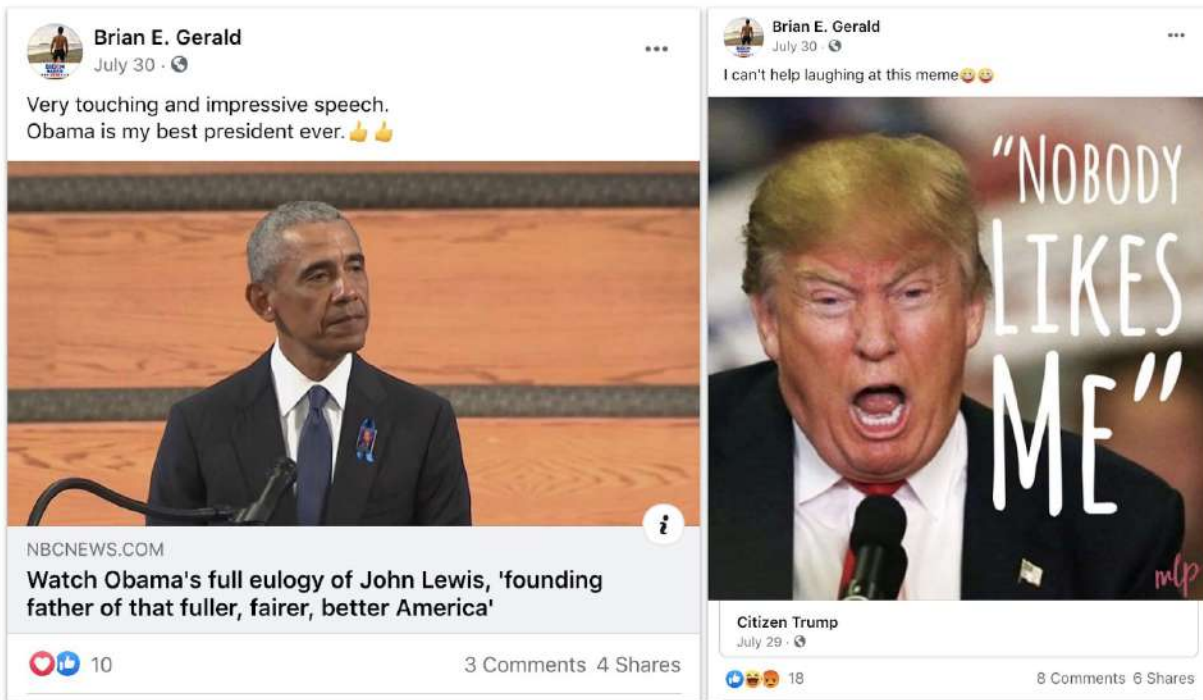 Brian E. Gerald
July 30 ·
Very touching and impressive speech.
Obama is my best president ever.👍👍
NBCNEWS.COM
Watch Obama's full eulogy of John Lewis, 'founding
father of that fuller, fairer, better America'
10
3 Comments 4 Shares
Brian E. Gerald
July 30 ·
I can't help laughing at this meme😆😆
"NOBODY
LIKES
ME"
mlp
Citizen Trump
July 29 ·
18
8 Comments 6 Shares